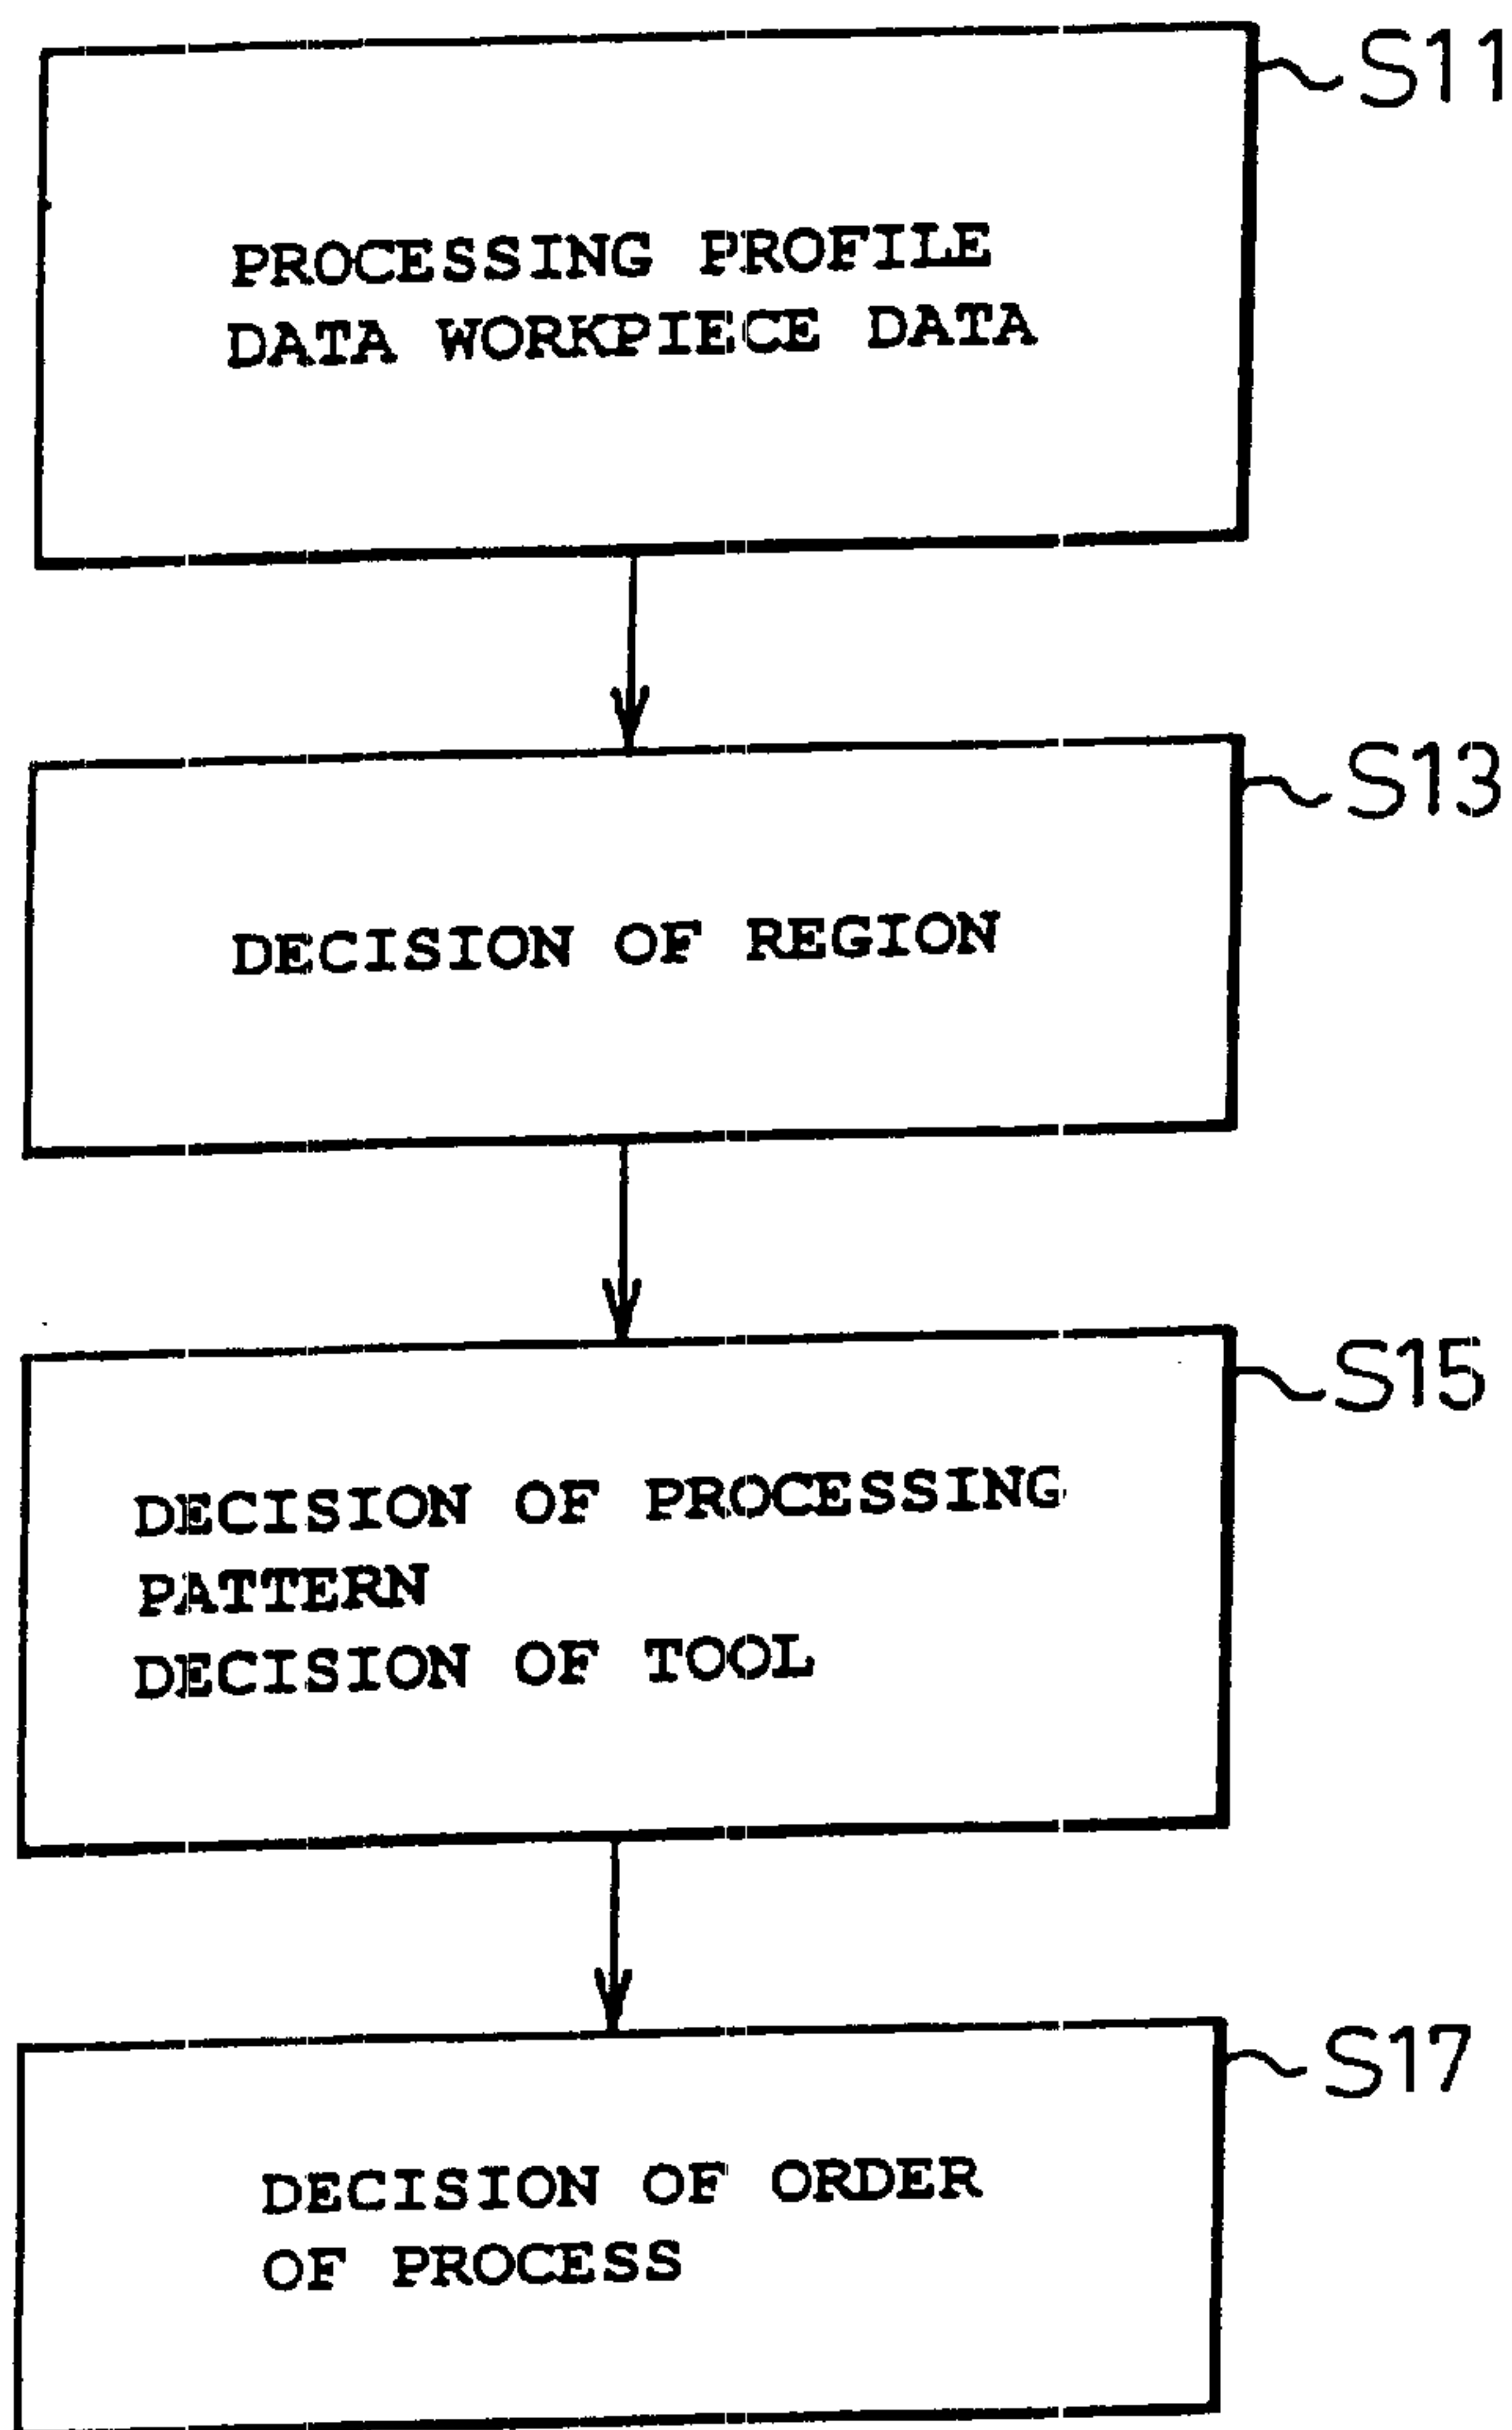 S11
PROCESSING PROFILE
DATA WORKPIECE DATA
S13
DECISION OF REGION
S15
DECISION OF PROCESSING
PATTERN
DECISION OF TOOL
S17
DECISION OF ORDER
OF PROCESS